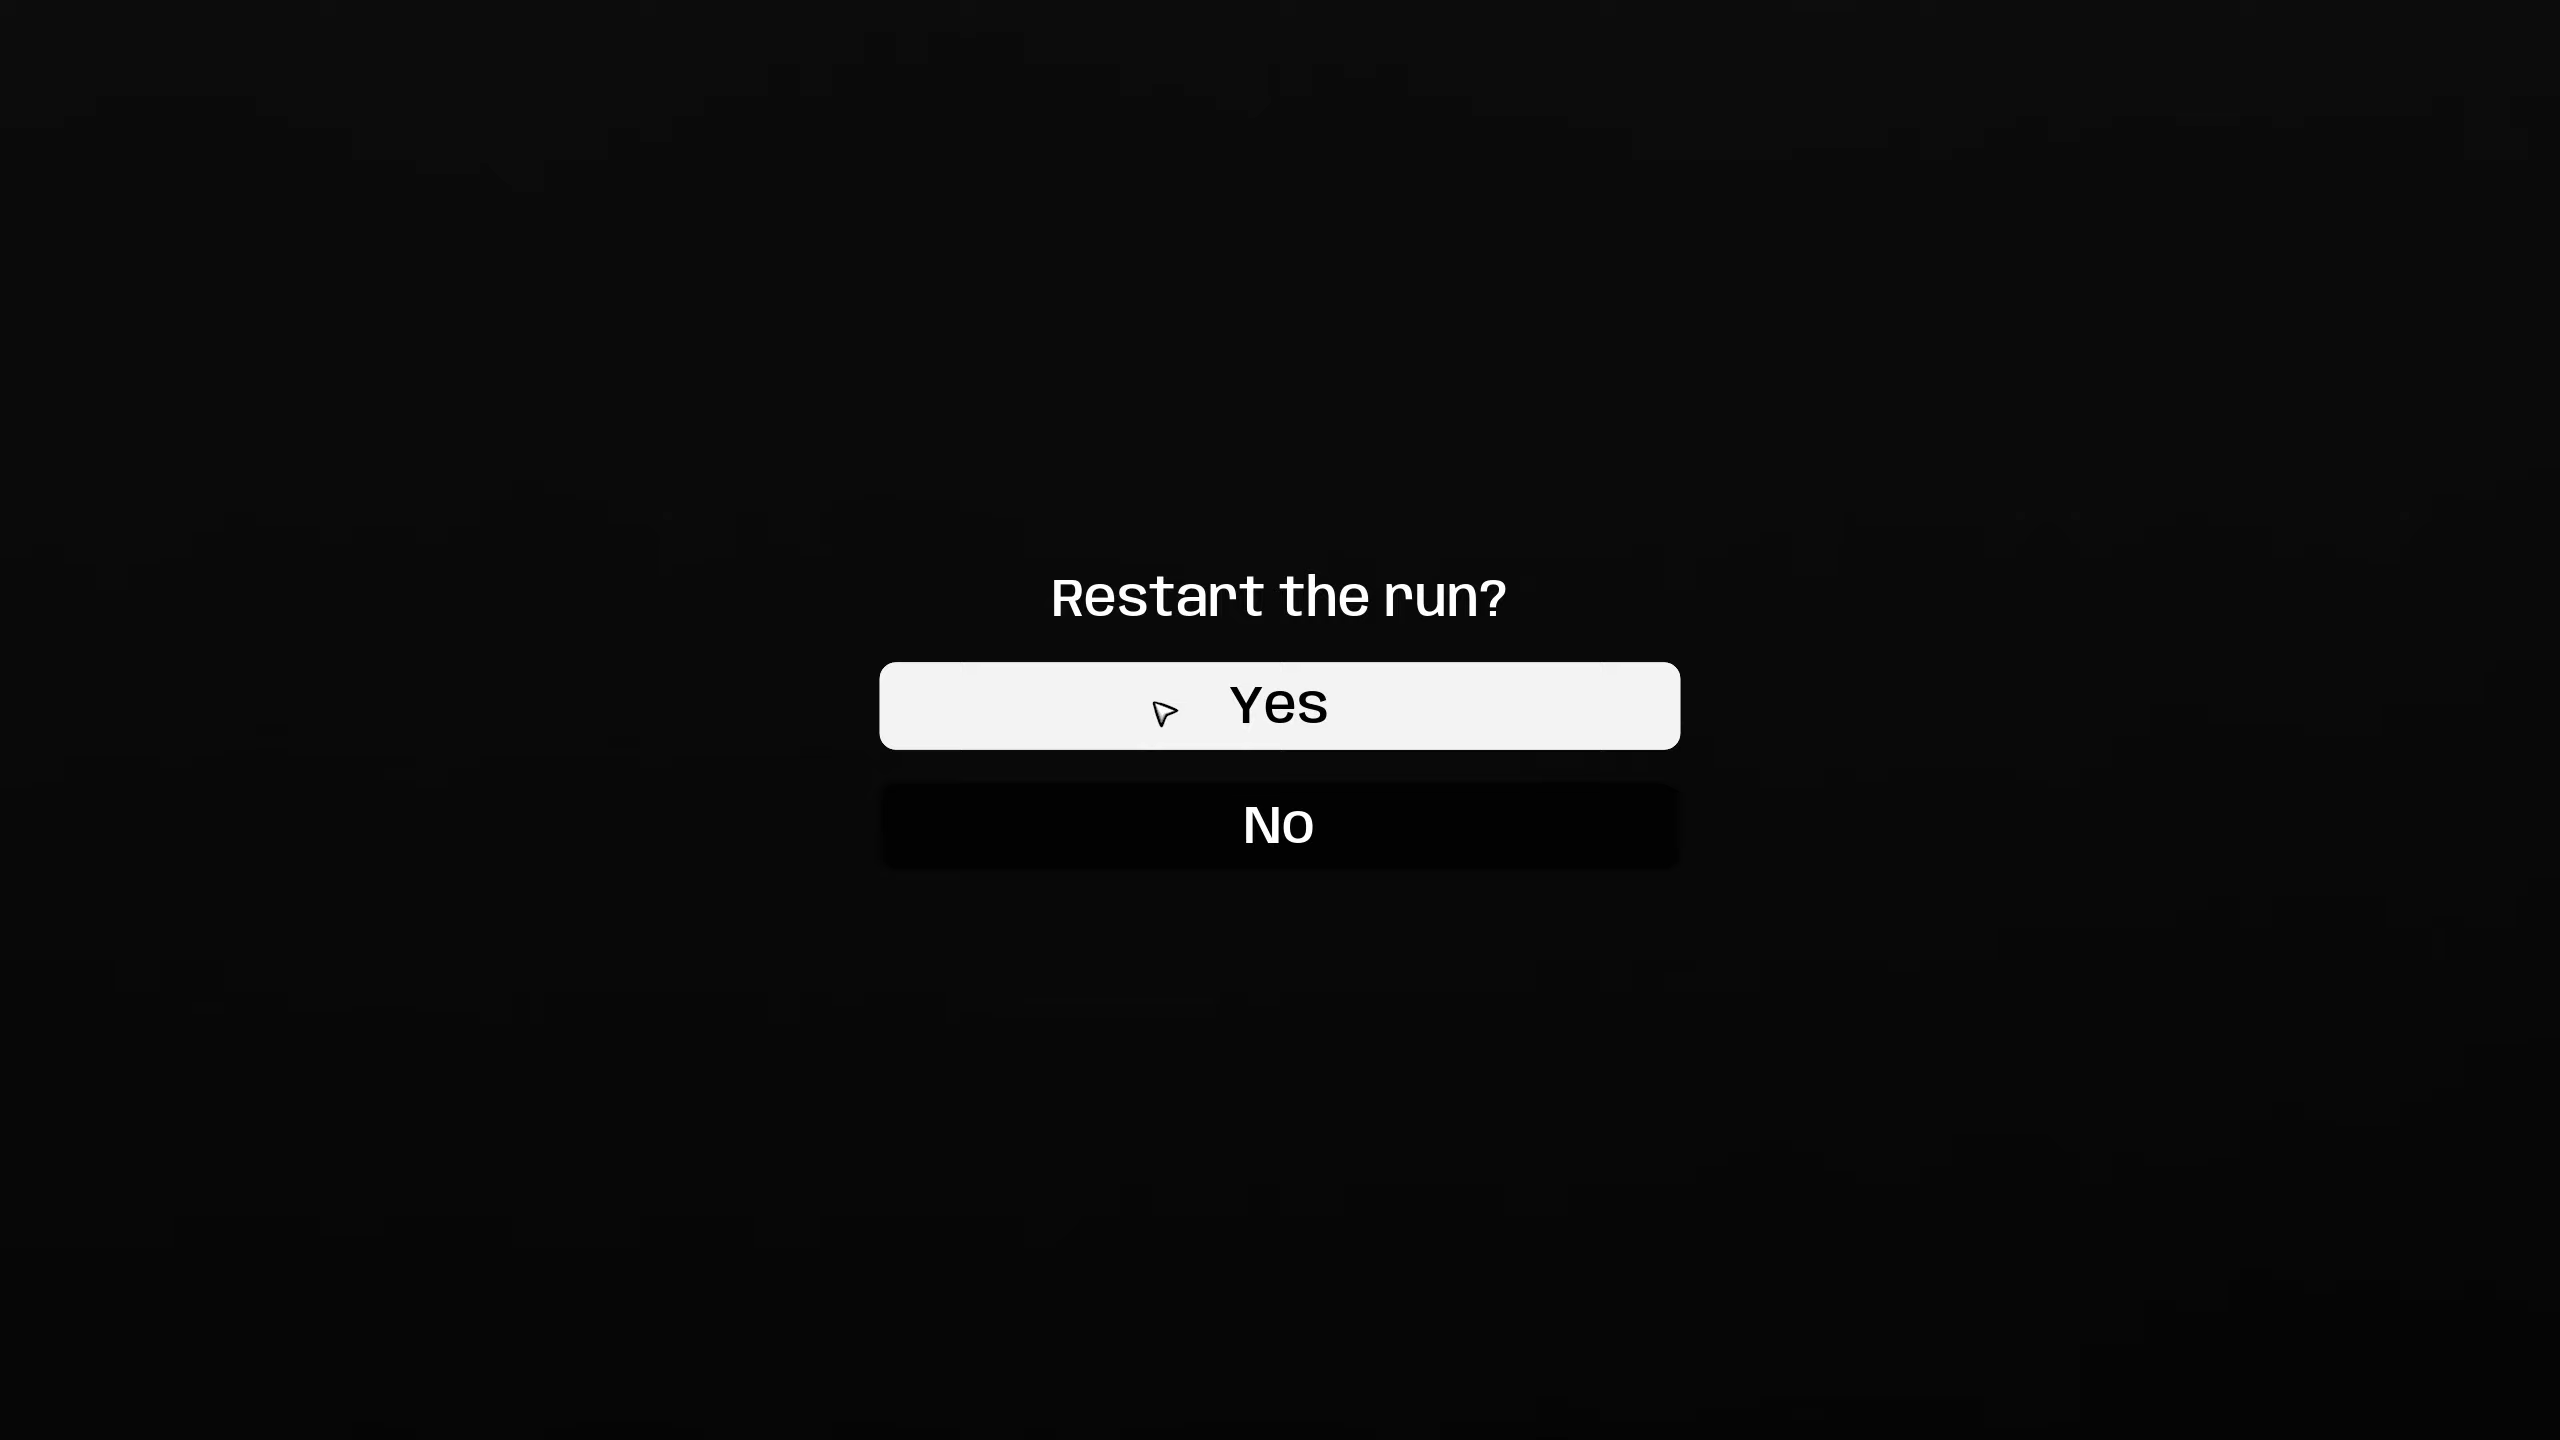 Restart the run?
Yes
No